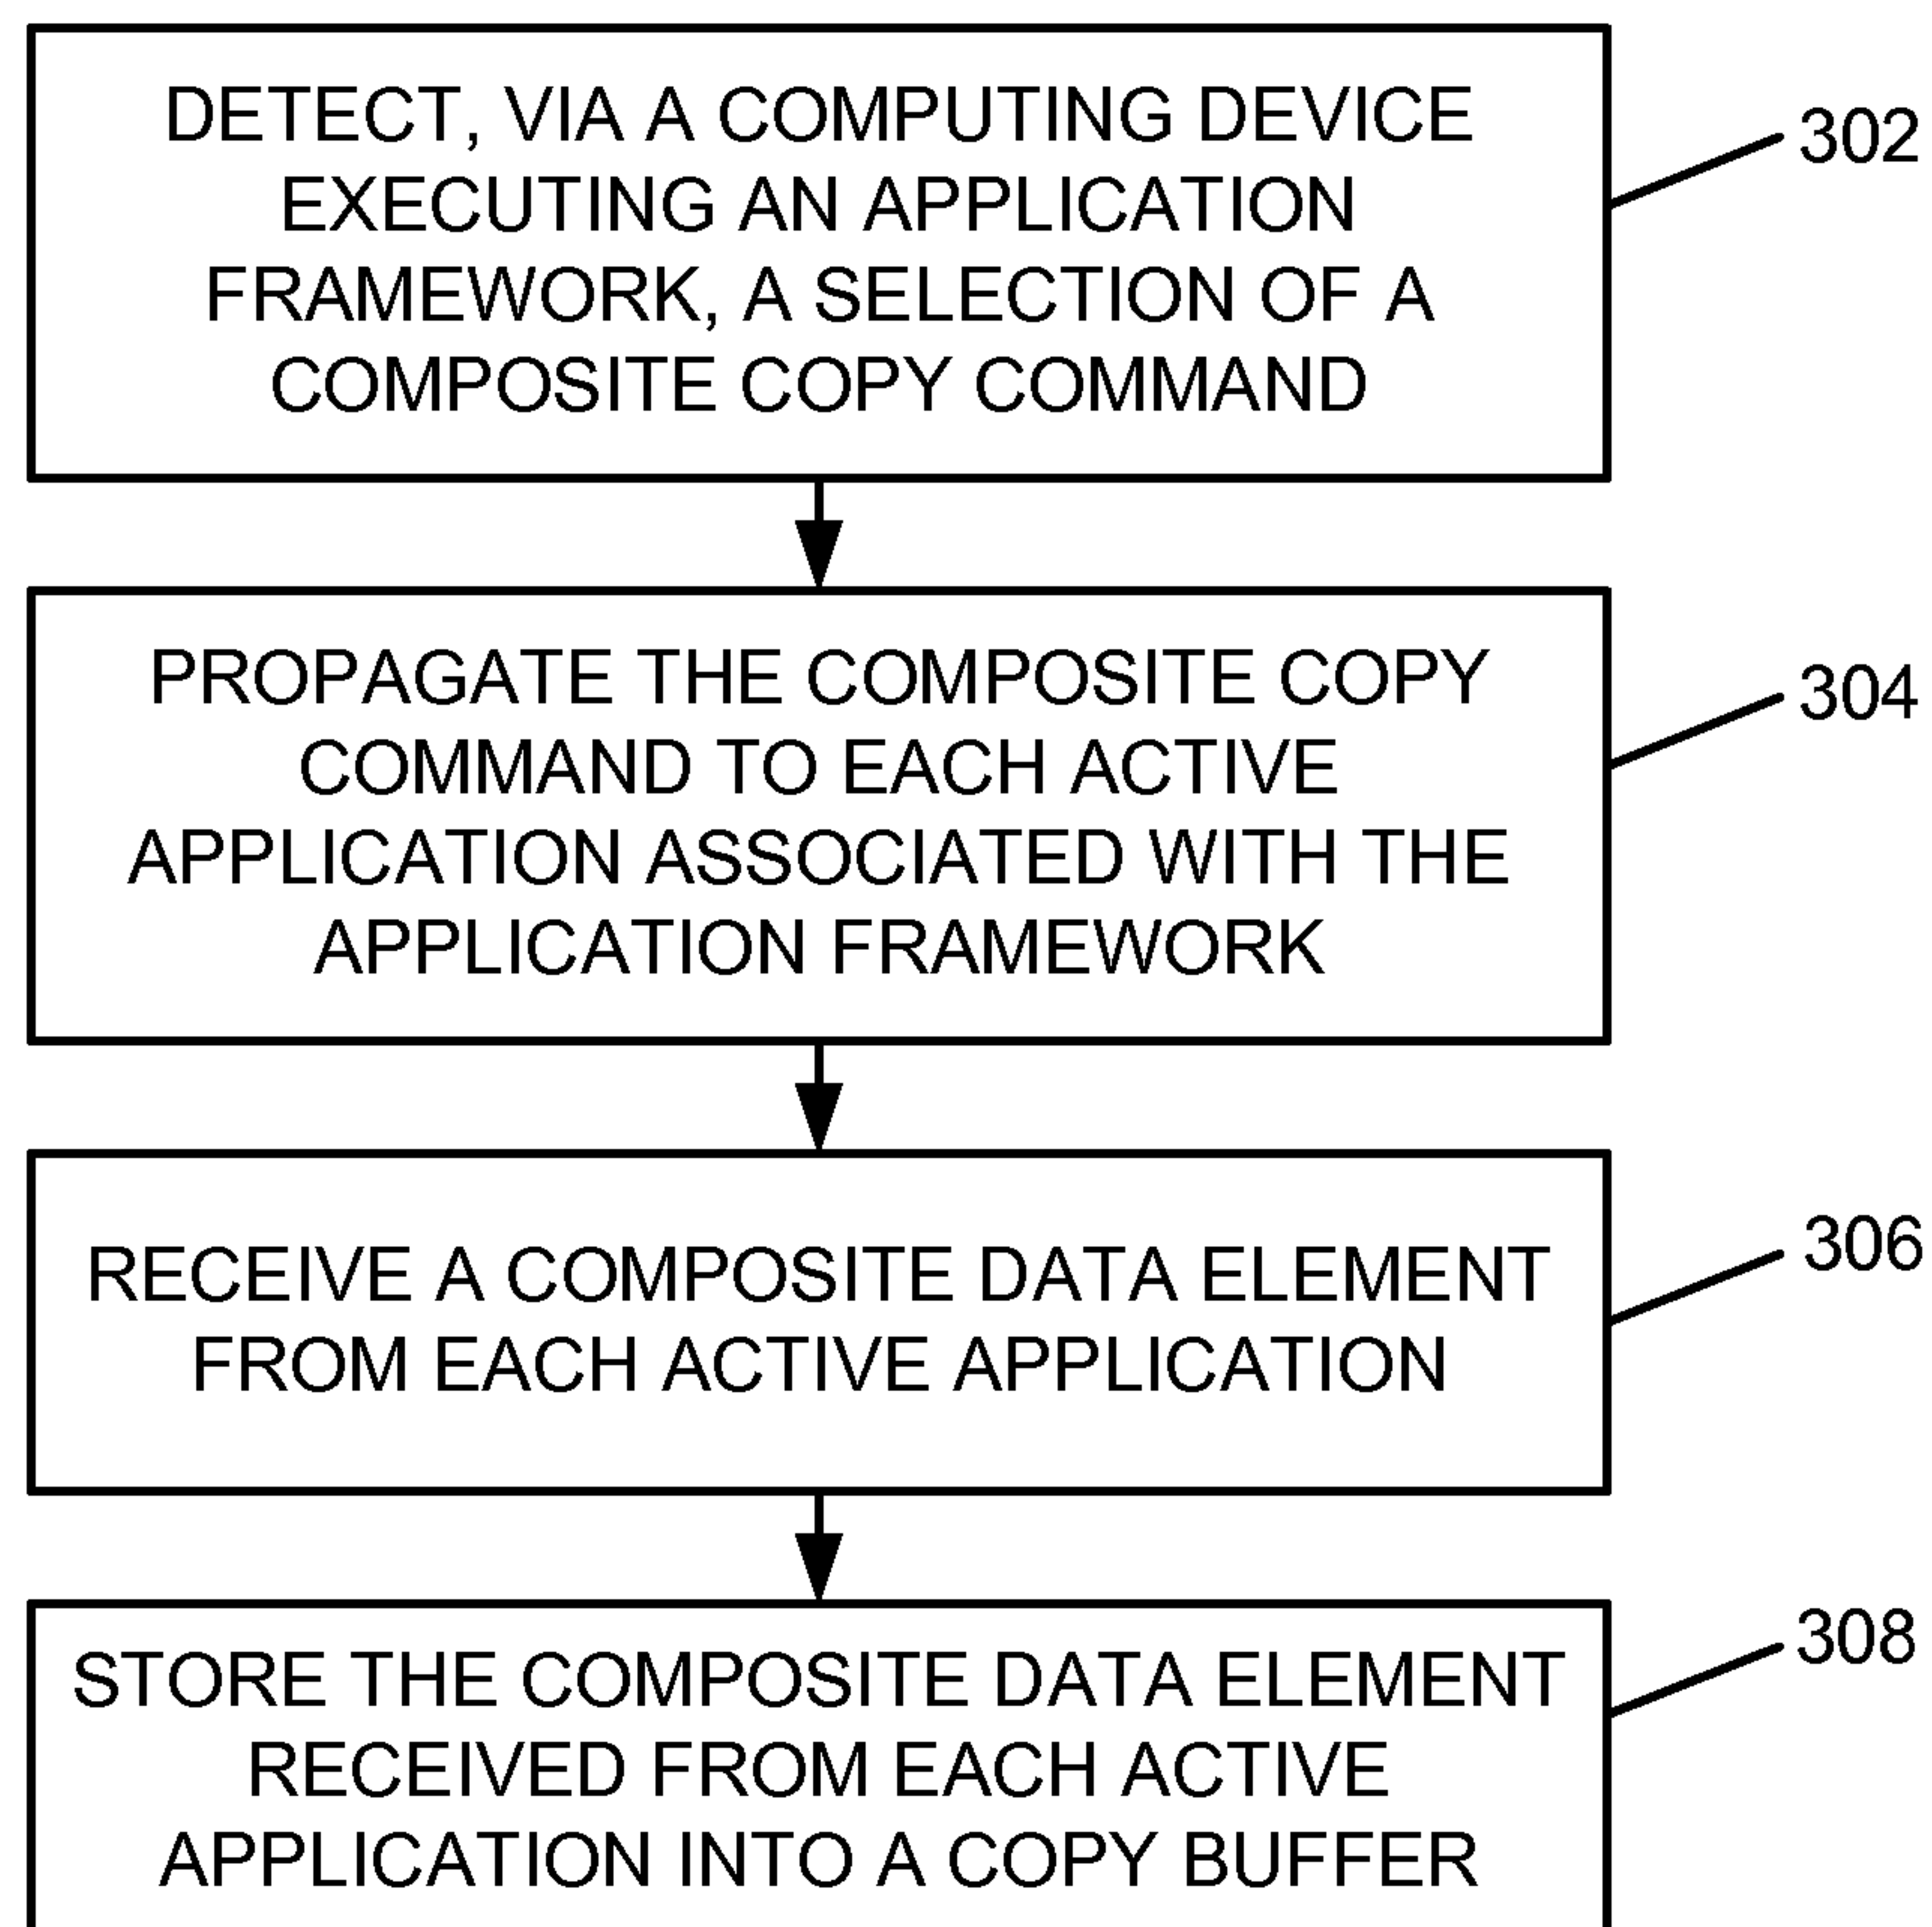 DETECT, VIA A COMPUTING DEVICE
EXECUTING AN APPLICATION
FRAMEWORK, A SELECTION OF A
COMPOSITE COPY COMMAND
302
PROPAGATE THE COMPOSITE COPY
COMMAND TO EACH ACTIVE
APPLICATION ASSOCIATED WITH THE
APPLICATION FRAMEWORK
304
RECEIVE A COMPOSITE DATA ELEMENT
FROM EACH ACTIVE APPLICATION
306
STORE THE COMPOSITE DATA ELEMENT
RECEIVED FROM EACH ACTIVE
APPLICATION INTO A COPY BUFFER
308